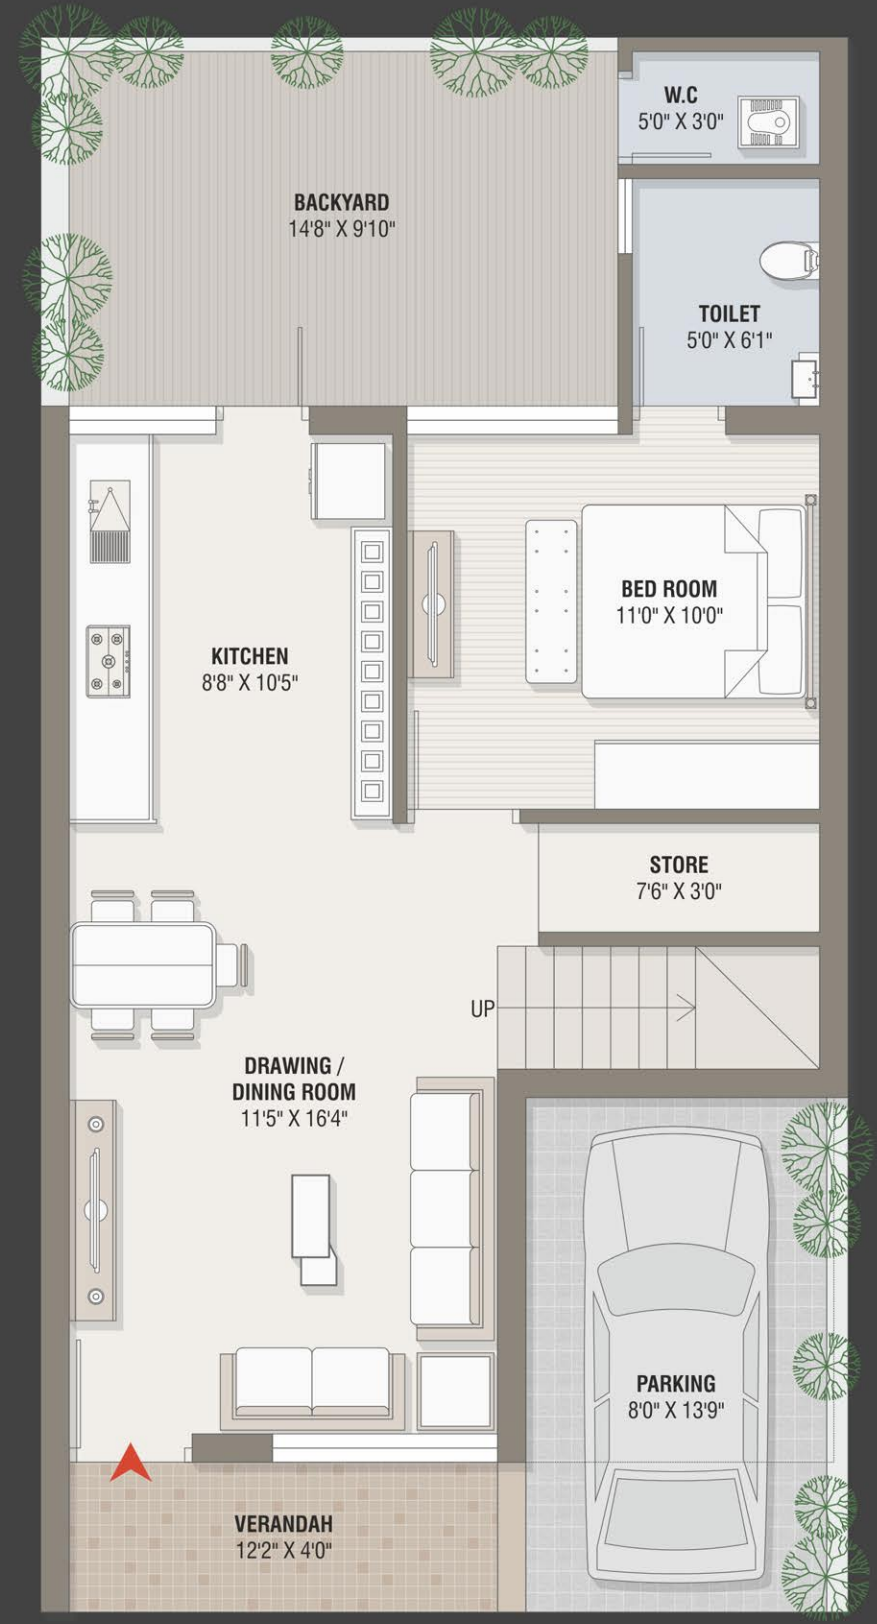 W.C
5'0" X 3'0"
BACKYARD
14'8" X 9'10"
TOILET
5'0" X 6'1"
BED ROOM
11'0" X 10'0"
KITCHEN
8'8" X 10'5"
STORE
7'6" X 3'0"
UP
DRAWING /
DINING ROOM
11'5" X 16'4"
PARKING
8'0" X 13'9"
VERANDAH
12'2" X 4'0"